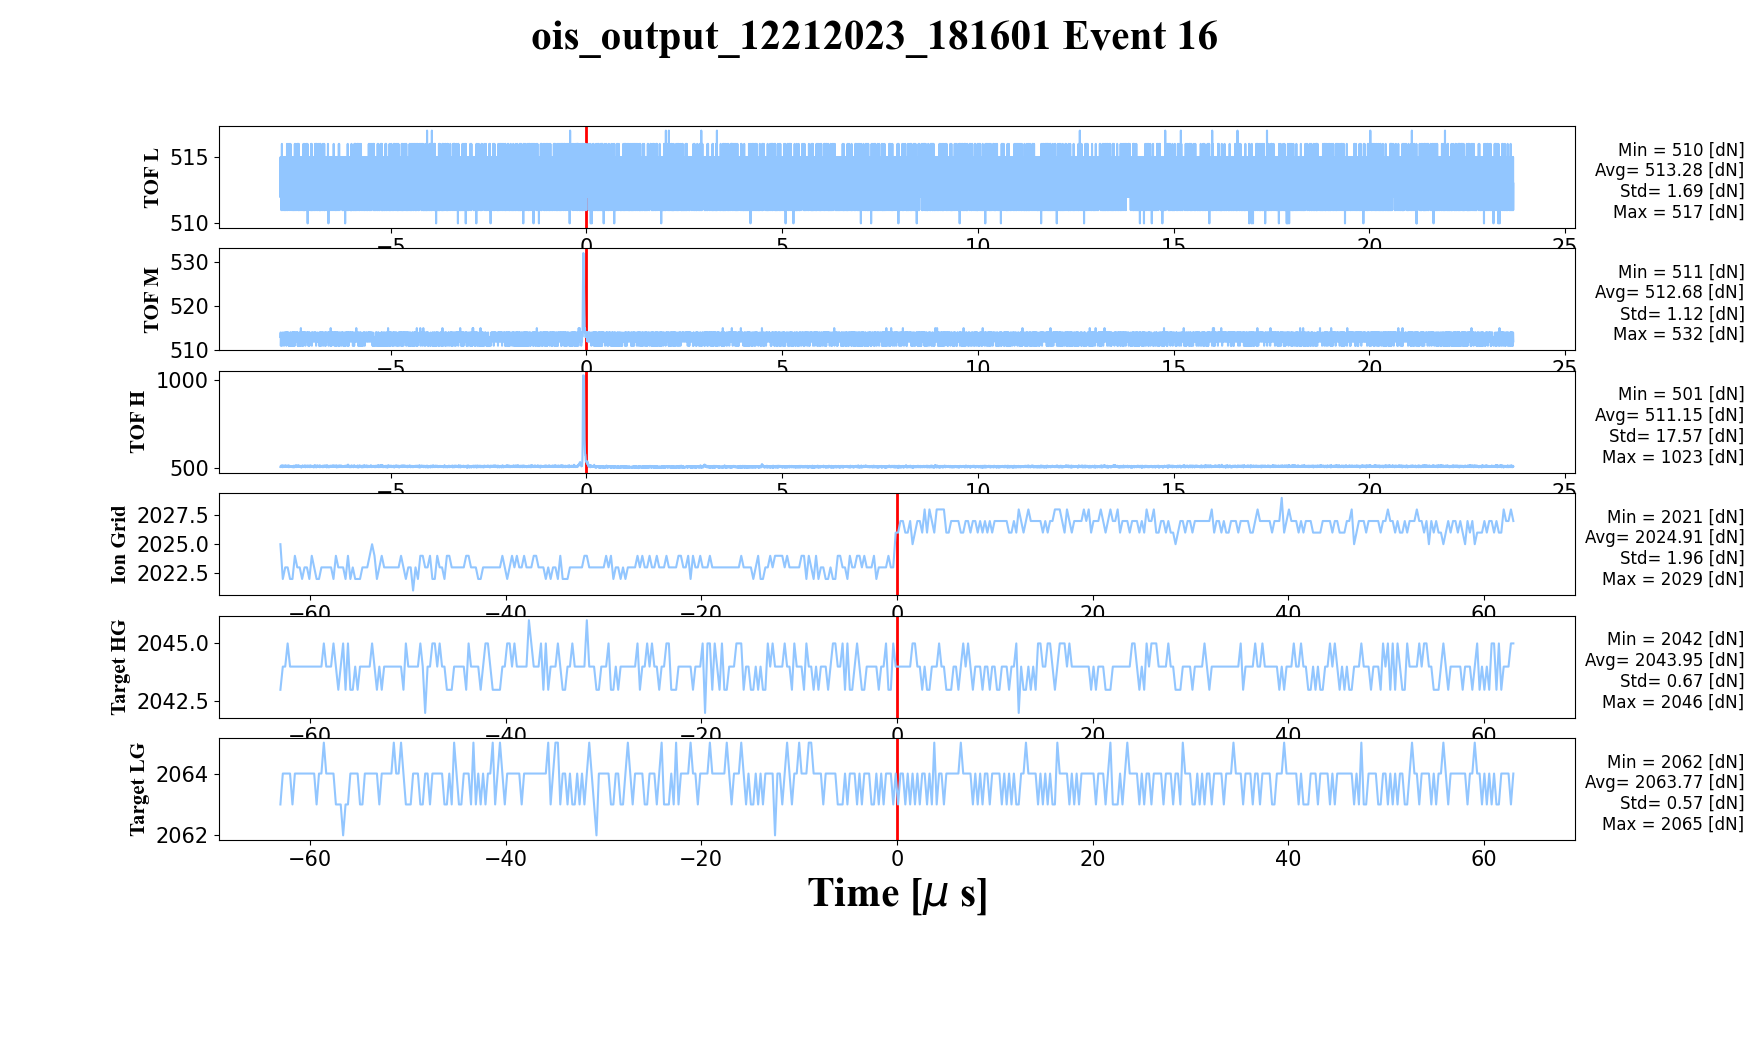 ois_output_12212023_181601 Event 16
TOF L
515
510
−5 0 5 10 15 20 25
Min = 510 [dN]
Avg= 513.28 [dN]
Std= 1.69 [dN]
Max = 517 [dN]
TOF M
530
520
510
−5 0 5 10 15 20 25
Min = 511 [dN]
Avg= 512.68 [dN]
Std= 1.12 [dN]
Max = 532 [dN]
TOF H
1000
500
−5 0 5 10 15 20 25
Min = 501 [dN]
Avg= 511.15 [dN]
Std= 17.57 [dN]
Max = 1023 [dN]
Ion Grid
2027.5
2025.0
2022.5
−60 −40 −20 0 20 40 60
Min = 2021 [dN]
Avg= 2024.91 [dN]
Std= 1.96 [dN]
Max = 2029 [dN]
Target HG
2045.0
2042.5
−60 −40 −20 0 20 40 60
Min = 2042 [dN]
Avg= 2043.95 [dN]
Std= 0.67 [dN]
Max = 2046 [dN]
Target LG
2064
2062
−60 −40 −20 0 20 40 60
Min = 2062 [dN]
Avg= 2063.77 [dN]
Std= 0.57 [dN]
Max = 2065 [dN]
Time [μ s]